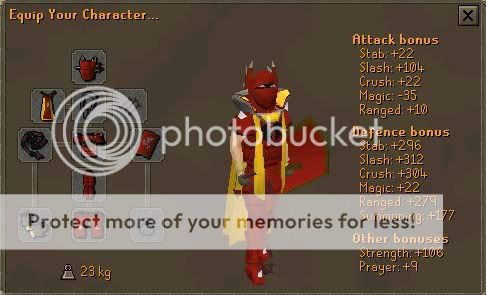 Equip Your Character...
Attack bonus
Stab: +22
Slash: +104
Crush: +22
Magic: -35
Ranged: +10
photobucket
Defence bonus
Stab: +296
Slash: +312
Crush: +304
Magic: +22
Ranged: +279
Protect more of your memories for less!
Summoning: +177
Other bonuses
Strength: +106
Prayer: +9
23 kg